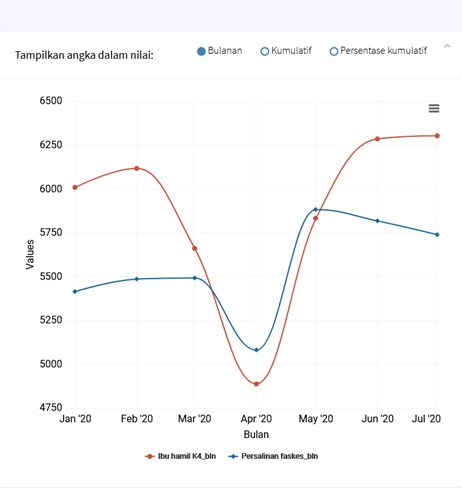 Tampilkan angka dalam nilai:
Bulanan Kumulatif Persentase kumulatif
6500
6250
6000
5750
5500
5250
5000
4750
Values
Jan '20 Feb '20 Mar '20 Apr '20 May '20 Jun '20 Jul '20
Bulan
Ibu hamil K4_bln Persalinan faskes_bln